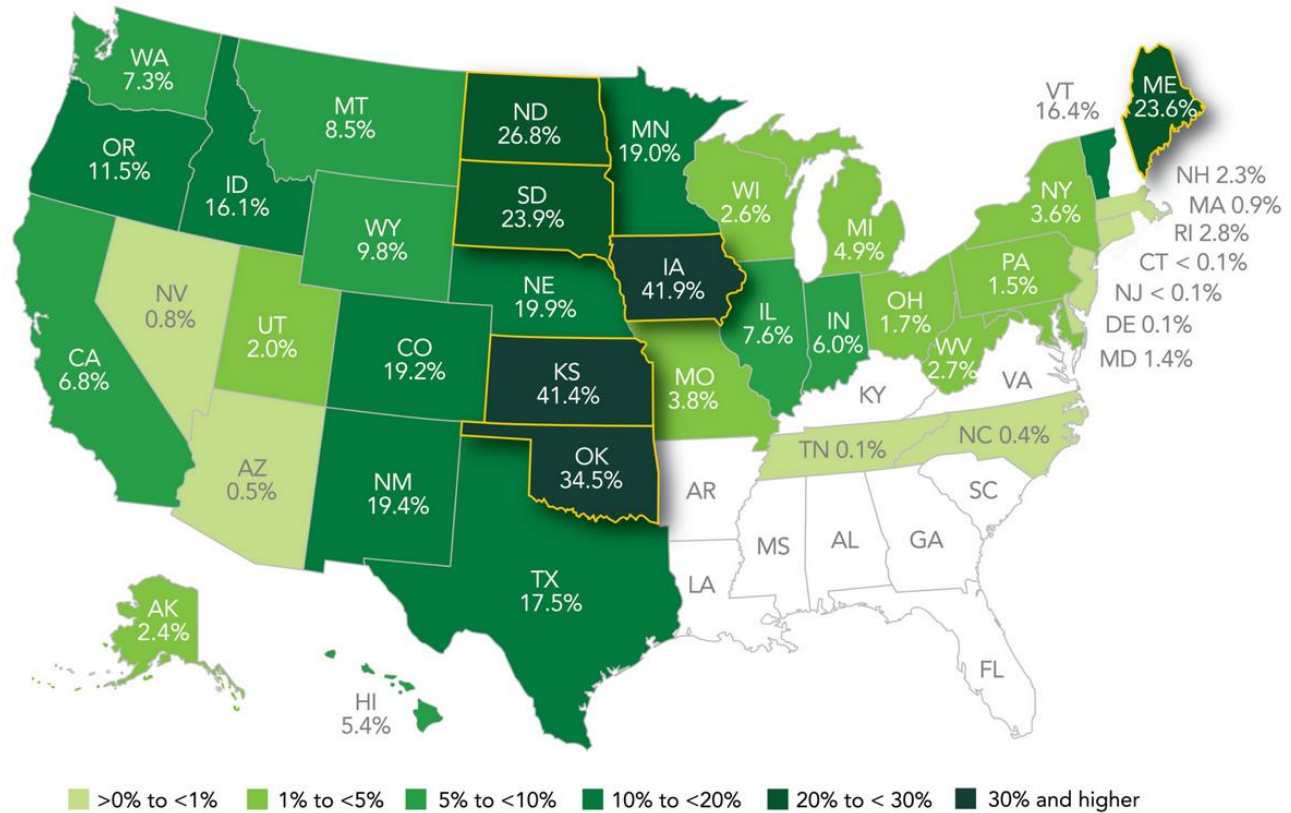 WA
7.3%
MT
8.5%
ND
26.8%
MN
19.0%
VT
16.4%
ME
23.6%
OR
11.5%
ID
16.1%
SD
23.9%
WI
2.6%
NY
3.6%
NH 2.3%
MA 0.9%
RI 2.8%
CT < 0.1%
NJ < 0.1%
DE 0.1%
MD 1.4%
WY
9.8%
MI
4.9%
IA
41.9%
PA
1.5%
NV
0.8%
NE
19.9%
IL
7.6%
IN
6.0%
OH
1.7%
UT
2.0%
CO
19.2%
WV
2.7%
CA
6.8%
KS
41.4%
MO
3.8%
KY
VA
AZ
0.5%
NM
19.4%
OK
34.5%
TN 0.1%
NC 0.4%
AR
SC
MS
AL
GA
LA
TX
17.5%
AK
2.4%
HI
5.4%
FL
>0% to <1%
1% to <5%
5% to <10%
10% to <20%
20% to < 30%
30% and higher